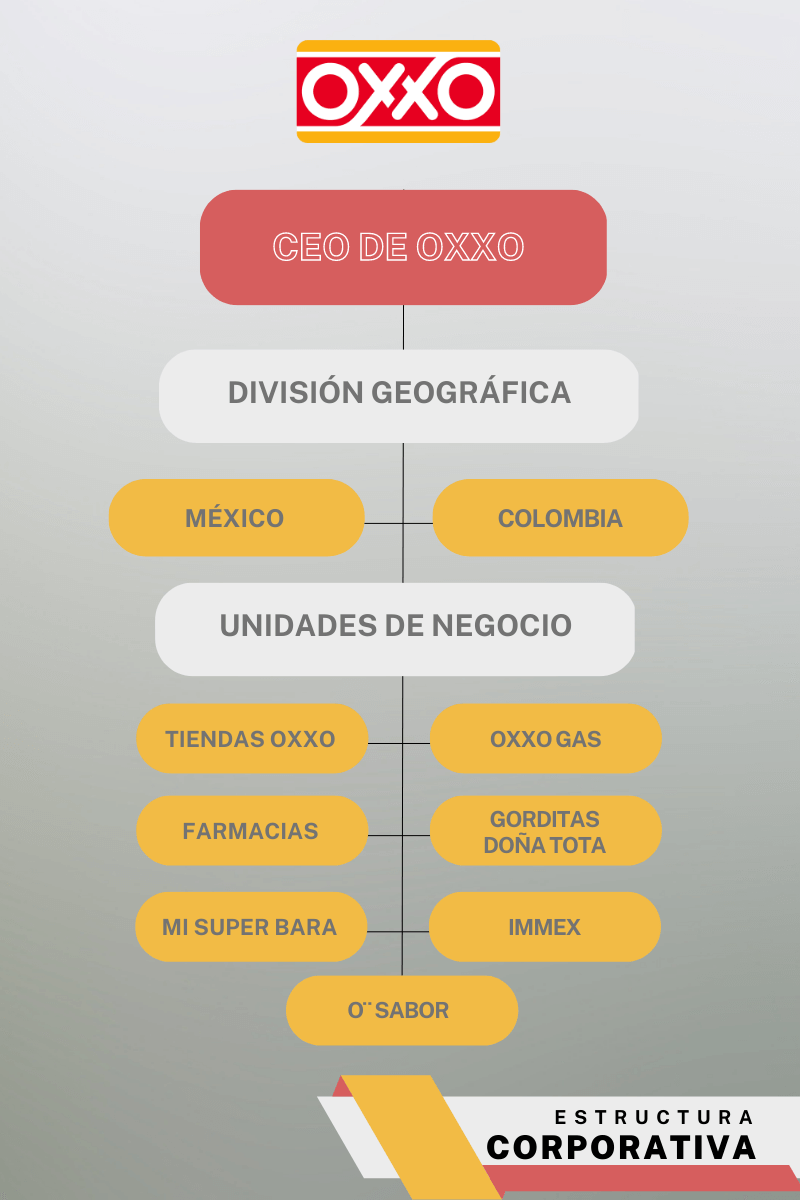 OXXO
CEO DE OXXO
DIVISIÓN GEOGRÁFICA
MÉXICO
COLOMBIA
UNIDADES DE NEGOCIO
TIENDAS OXXO
OXXO GAS
FARMACIAS
GORDITAS
DOÑA TOTA
MI SUPER BARA
IMMEX
O¨ SABOR
ESTRUCTURA
CORPORATIVA